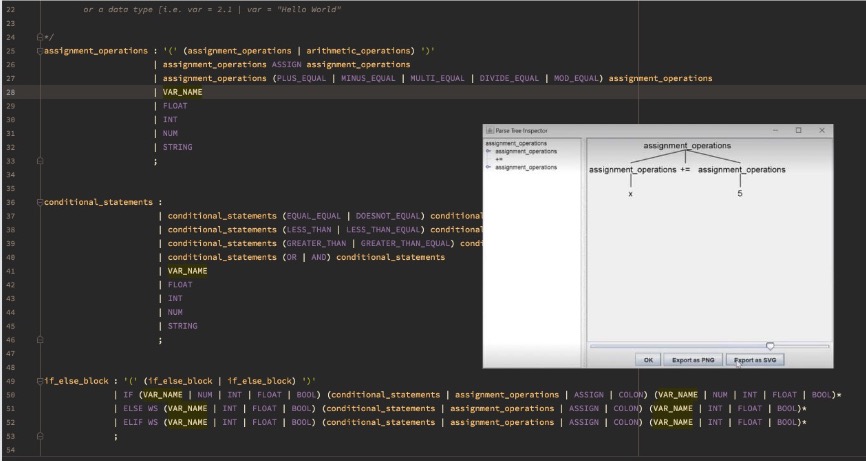 22 or a data type [i.e. var = 2.1 | var = "Hello World"
23
24 */
25 assignment_operations : '(' (assignment_operations | arithmetic_operations) ')'
26 | assignment_operations ASSIGN assignment_operations
27 | assignment_operations (PLUS_EQUAL | MINUS_EQUAL | MULTI_EQUAL | DIVIDE_EQUAL | MOD_EQUAL) assignment_operations
28 | VAR_NAME
29 | FLOAT
30 | INT
31 | NUM
32 | STRING
33 ;
34
35
36 conditional_statements :
37 | conditional_statements (EQUAL_EQUAL | DOESNOT_EQUAL) conditional
38 | conditional_statements (LESS_THAN | LESS_EQUAL) conditional
39 | conditional_statements (GREATER_THAN | GREATER_THAN_EQUAL) condi
40 | conditional_statements (OR | AND) conditional_statements
41 | VAR_NAME
42 | FLOAT
43 | INT
44 | NUM
45 | STRING
46 ;
47
48
49 if_else_block : '(' (if_else_block | if_else_block) ')'
50 | IF (VAR_NAME | NUM | INT | FLOAT | BOOL) (conditional_statements | assignment_operations | ASSIGN | COLON) (VAR_NAME | NUM | INT | FLOAT | BOOL)*
51 | ELSE WS (VAR_NAME | INT | FLOAT | BOOL) (conditional_statements | assignment_operations | ASSIGN | COLON) (VAR_NAME | INT | FLOAT | BOOL)*
52 | ELIF WS (VAR_NAME | INT | FLOAT | BOOL) (conditional_statements | assignment_operations | ASSIGN | COLON) (VAR_NAME | INT | FLOAT | BOOL)*
53 ;
54
Parse Tree Inspector
assignment_operations
assignment_operations
+=
assignment_operations
assignment_operations
assignment_operations += assignment_operations
x 5
OK Export as PNG Export as SVG